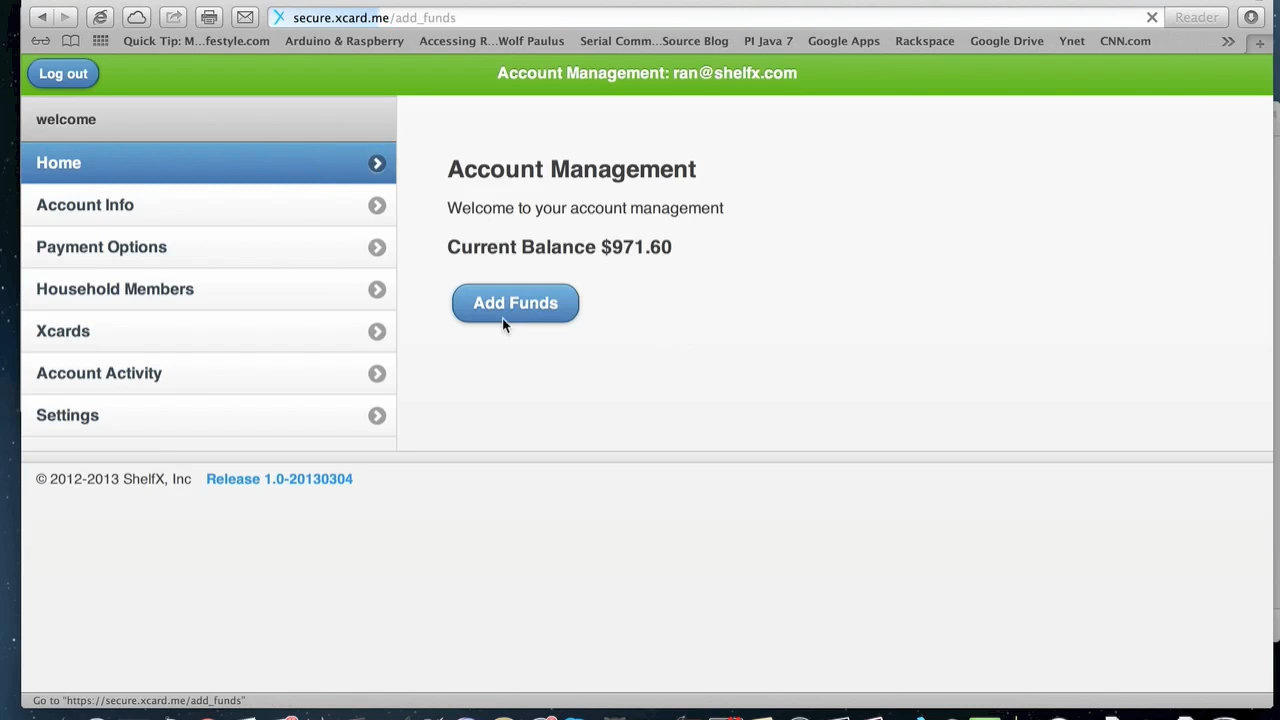 secure.xcard.me/add_funds
Reader
Quick Tip: M...festyle.com Arduino & Raspberry Accessing R...Wolf Paulus Serial Comm...Source Blog PI Java 7 Google Apps Rackspace Google Drive Ynet CNN.com
Log out
Account Management: ran@shelfx.com
welcome
Home
Account Info
Payment Options
Household Members
Xcards
Account Activity
Settings
Account Management
Welcome to your account management
Current Balance $971.60
Add Funds
© 2012-2013 ShelfX, Inc Release 1.0-20130304
Go to "https://secure.xcard.me/add_funds"